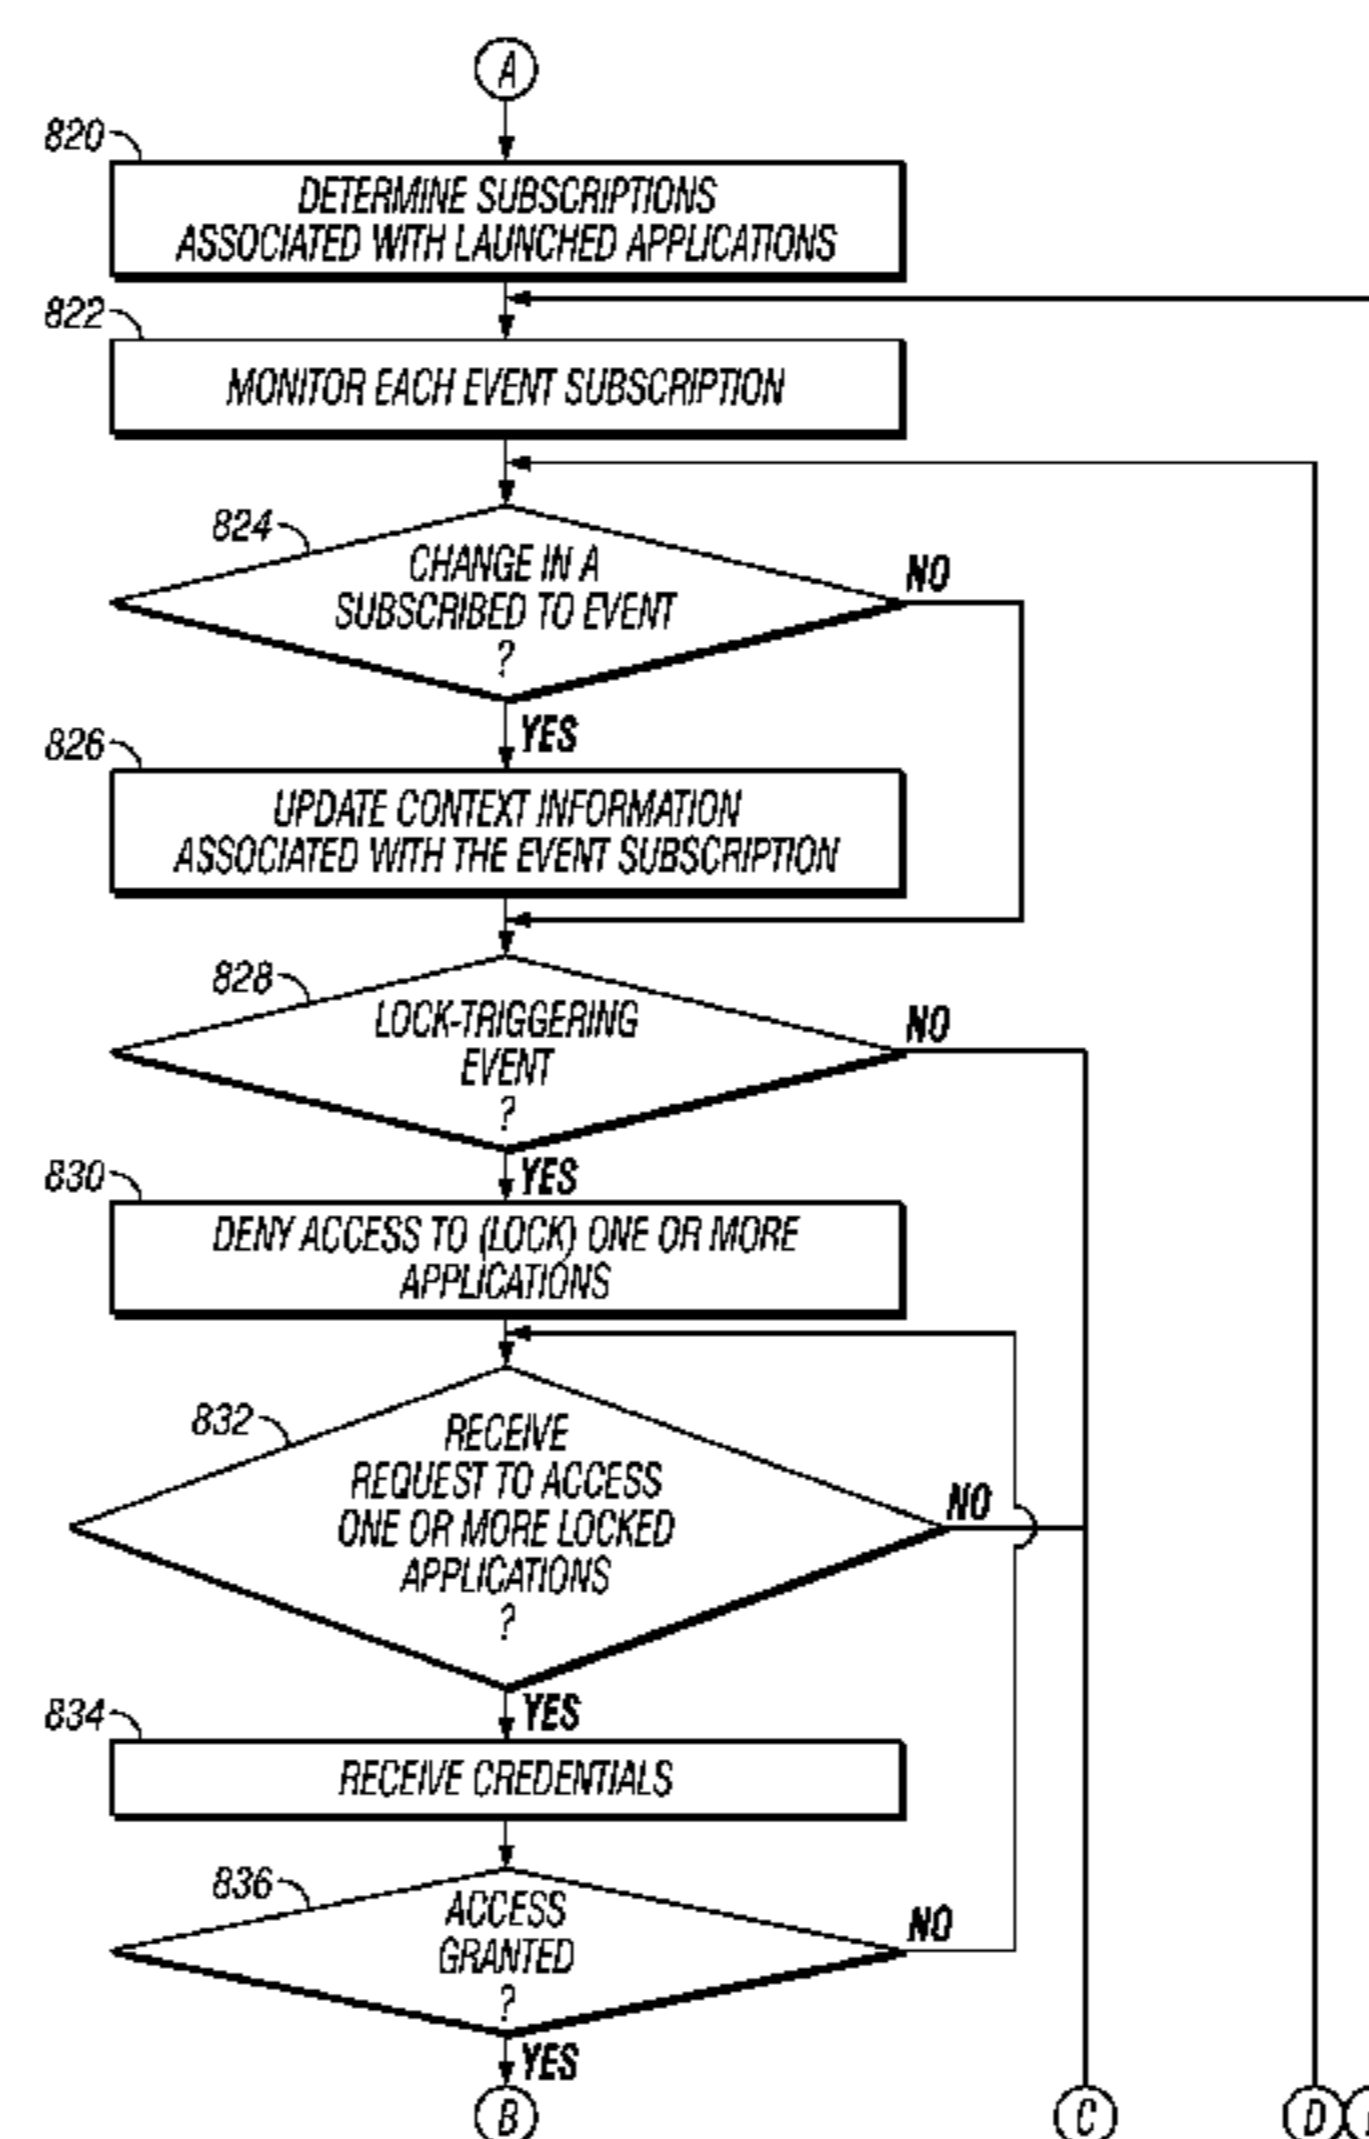 A
820
DETERMINE SUBSCRIPTIONS
ASSOCIATED WITH LAUNCHED APPLICATIONS
822
MONITOR EACH EVENT SUBSCRIPTION
824
CHANGE IN A
SUBSCRIBED TO EVENT
?
NO
YES
826
UPDATE CONTEXT INFORMATION
ASSOCIATED WITH THE EVENT SUBSCRIPTION
828
LOCK-TRIGGERING
EVENT
?
NO
YES
830
DENY ACCESS TO (LOCK) ONE OR MORE
APPLICATIONS
832
RECEIVE
REQUEST TO ACCESS
ONE OR MORE LOCKED
APPLICATIONS
?
NO
YES
834
RECEIVE CREDENTIALS
836
ACCESS
GRANTED
?
NO
YES
B
C
D